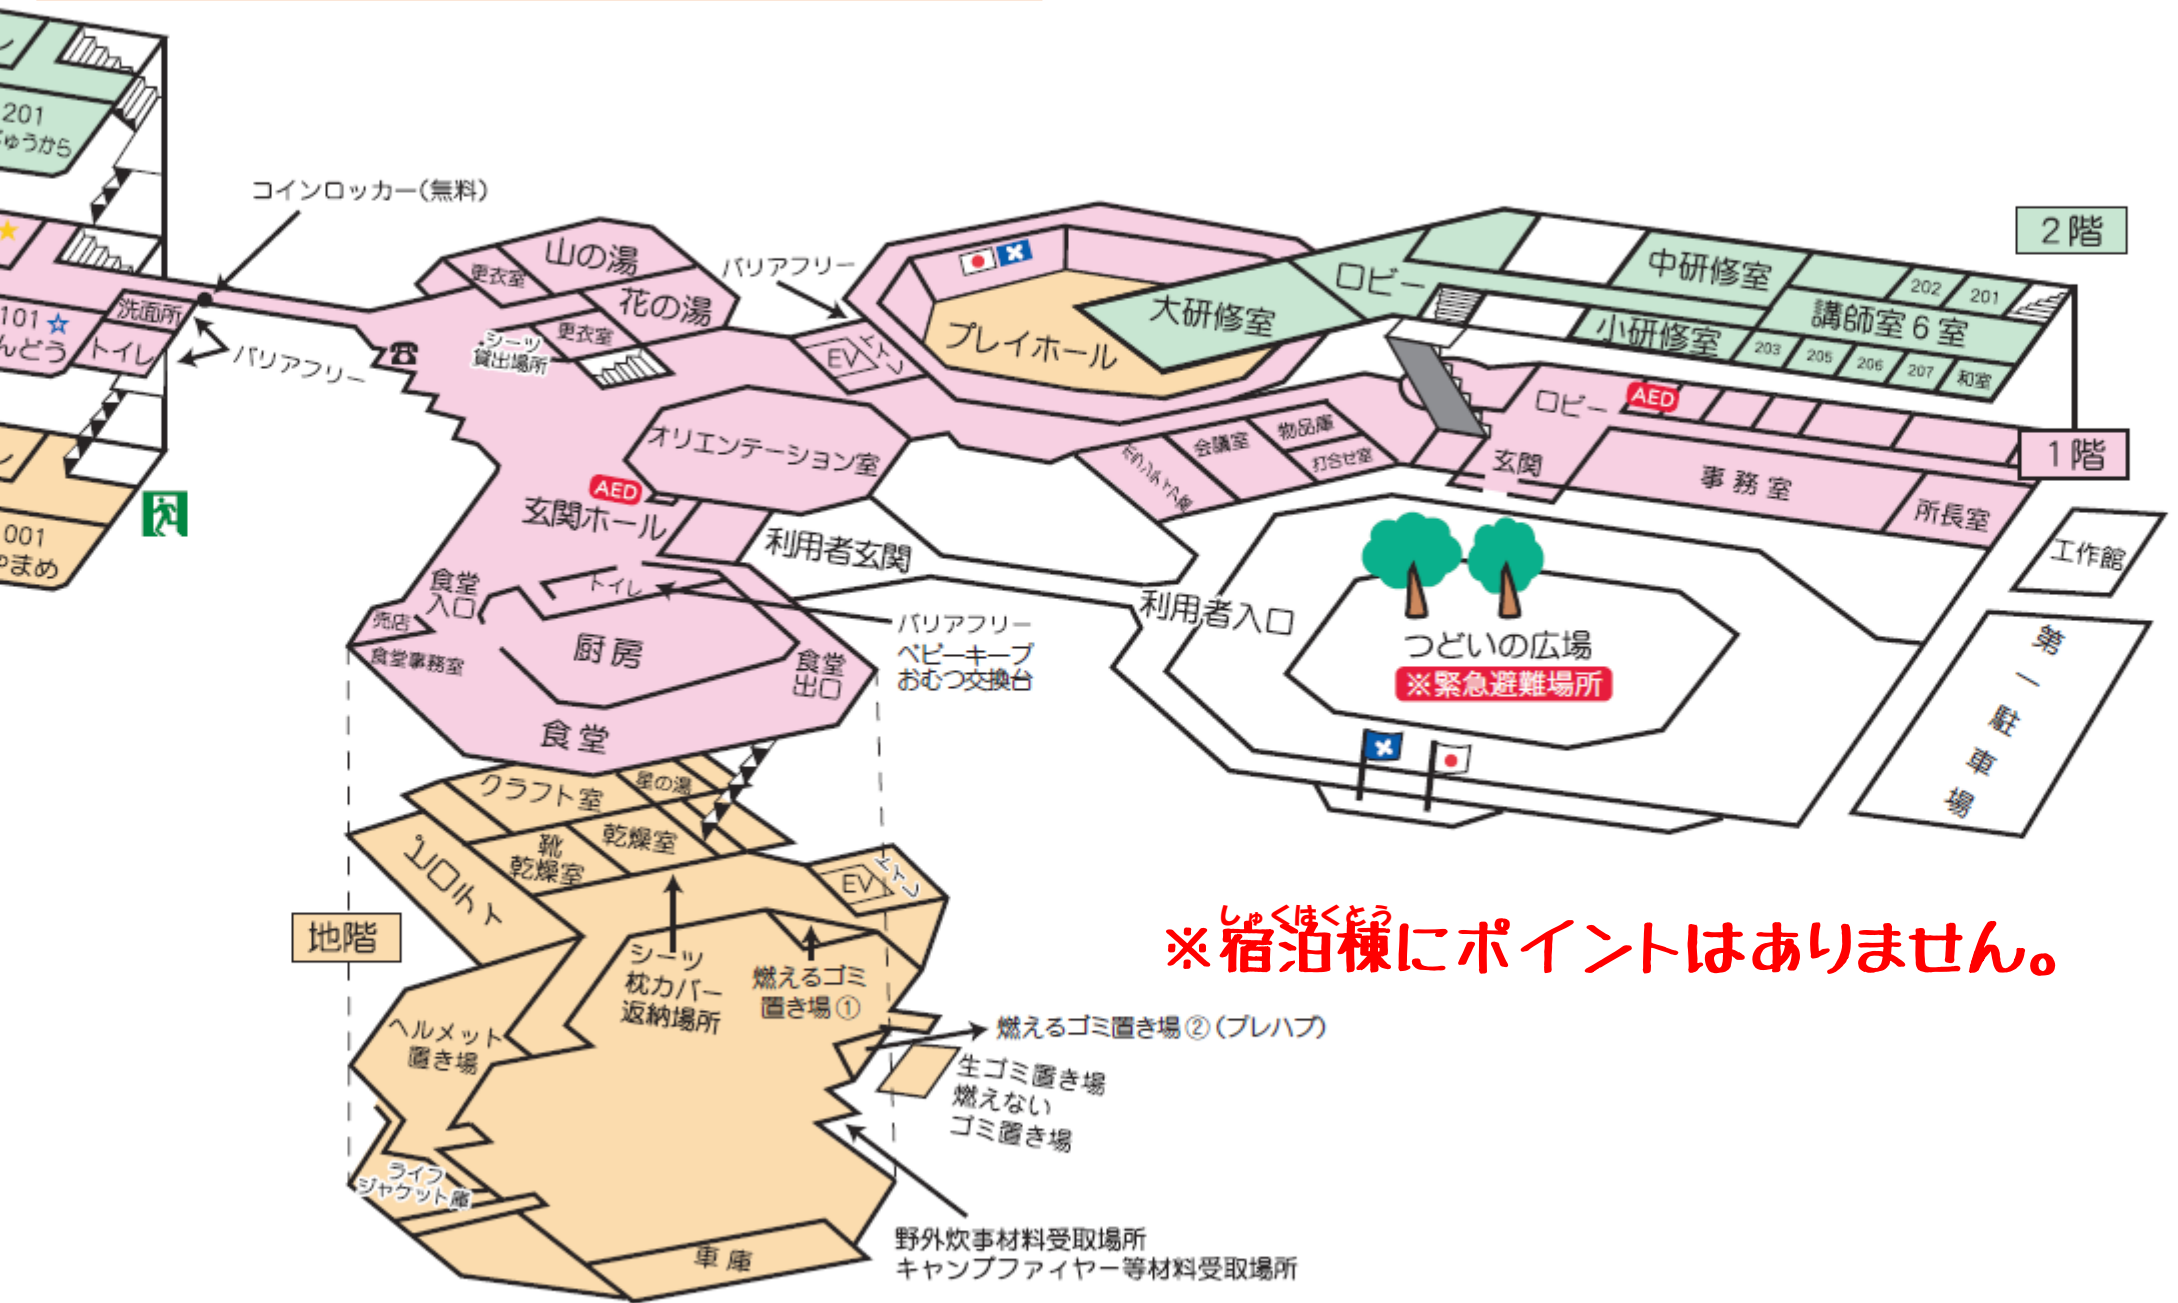 201
ゅうから
コインロッカー(無料)
101☆
んどう
洗面所
トイレ
バリアフリー
山の湯
更衣室
花の湯
更衣室
シーツ
貸出場所
バリアフリー
EV
トイレ
プレイホール
大研修室
ロビー
中研修室
202
201
講師室6室
小研修室
203
205
206
207
和室
2階
オリエンテーション室
AED
玄関ホール
利用者玄関
会議室
物品庫
打合せ室
ロビー
AED
玄関
事務室
所長室
1階
工作館
第一駐車場
利用者入口
つどいの広場
※緊急避難場所
001
まめ
食堂
入口
トイレ
売店
食堂事務室
厨房
食堂
出口
食堂
バリアフリー
ベビーキープ
おむつ交換台
クラフト室
星の湯
靴
乾燥室
乾燥室
ピロティ
EV
トイレ
地階
シーツ
枕カバー
返納場所
燃えるゴミ
置き場①
ヘルメット
置き場
燃えるゴミ置き場②(プレハブ)
生ゴミ置き場
燃えない
ゴミ置き場
ライフ
ジャケット庫
車庫
野外炊事材料受取場所
キャンプファイヤー等材料受取場所
しゅくはくとう
※宿泊棟にポイントはありません。